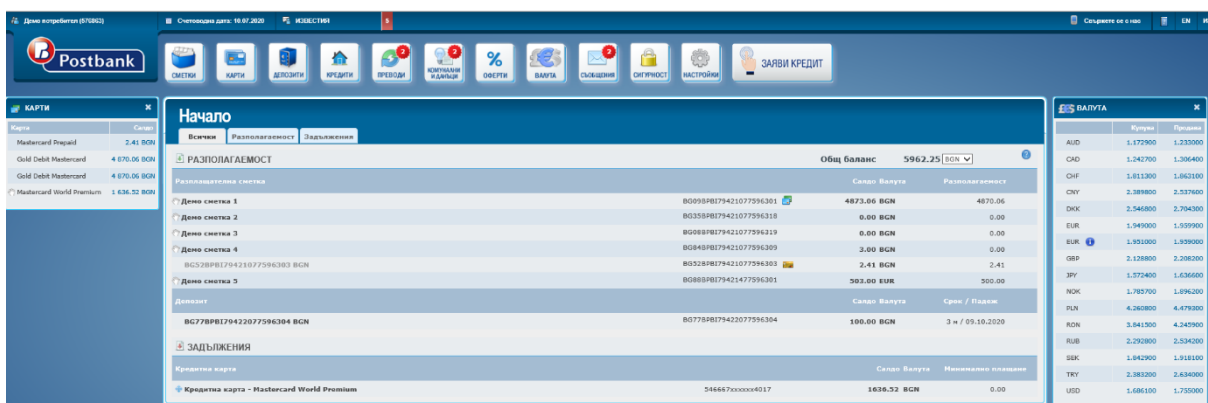 Демо потребител (576863)
Счетоводна дата: 10.07.2020
ИЗВЕСТИЯ
5
Свържете се с нас
EN
Postbank
СМЕТКИ
КАРТИ
ДЕПОЗИТИ
КРЕДИТИ
ПРЕВОДИ 2
КОМУНАЛНИ И ДАНЪЦИ 2
ОФЕРТИ
ВАЛУТА
СЪОБЩЕНИЯ 2
СИГУРНОСТ
НАСТРОЙКИ
ЗАЯВИ КРЕДИТ
КАРТИ
Карта Салдо
Mastercard Prepaid 2.41 BGN
Gold Debit Mastercard 4 870.06 BGN
Gold Debit Mastercard 4 870.06 BGN
Mastercard World Premium 1 636.52 BGN
Начало
Всички Разполагаемост Задължения
РАЗПОЛАГАЕМОСТ Общ баланс 5962.25 BGN
Разплащателна сметка Салдо Валута Разполагаемост
Демо сметка 1 BG09BPBI79421077596301 4873.06 BGN 4870.06
Демо сметка 2 BG35BPBI79421077596318 0.00 BGN 0.00
Демо сметка 3 BG08BPBI79421077596319 0.00 BGN 0.00
Демо сметка 4 BG84BPBI79421077596309 3.00 BGN 0.00
BG52BPBI79421077596303 BGN BG52BPBI79421077596303 2.41 BGN 2.41
Демо сметка 5 BG88BPBI79421477596301 503.00 EUR 500.00
Депозит Салдо Валута Срок / Падеж
BG77BPBI79422077596304 BGN BG77BPBI79422077596304 100.00 BGN 3 м / 09.10.2020
ЗАДЪЛЖЕНИЯ
Кредитна карта Салдо Валута Минимално плащане
Кредитна карта - Mastercard World Premium 546667xxxxxx4017 1636.52 BGN 0.00
ВАЛУТА
Купува Продава
AUD 1.172900 1.233000
CAD 1.242700 1.306400
CHF 1.811300 1.863100
CNY 2.389800 2.537600
DKK 2.546800 2.704300
EUR 1.949000 1.959900
EUR 1.951000 1.959000
GBP 2.128800 2.208200
JPY 1.572400 1.636600
NOK 1.785700 1.896200
PLN 4.260800 4.479300
RON 3.841500 4.245900
RUB 2.292800 2.534200
SEK 1.842900 1.918100
TRY 2.383200 2.634000
USD 1.686100 1.755000